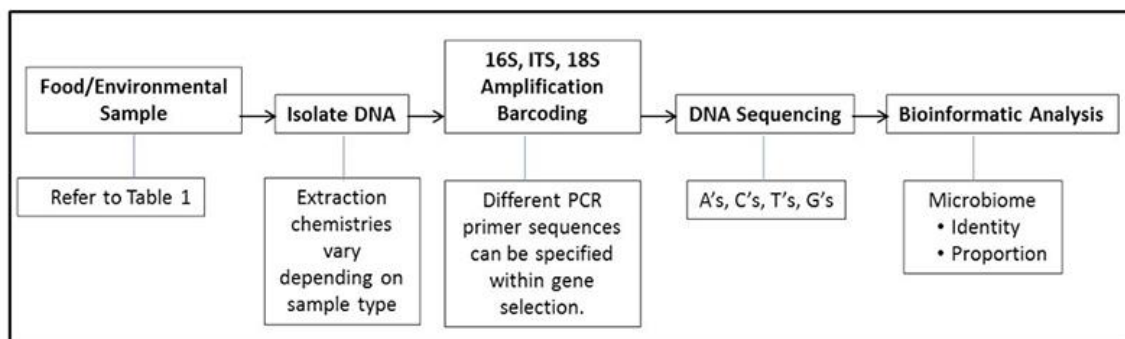 Food/Environmental
Sample
Isolate DNA
16S, ITS, 18S
Amplification
Barcoding
DNA Sequencing
Bioinformatic Analysis
Refer to Table 1
Extraction
chemistries
vary
depending on
sample type
Different PCR
primer sequences
can be specified
within gene
selection.
A's, C's, T's, G's
Microbiome
• Identity
• Proportion